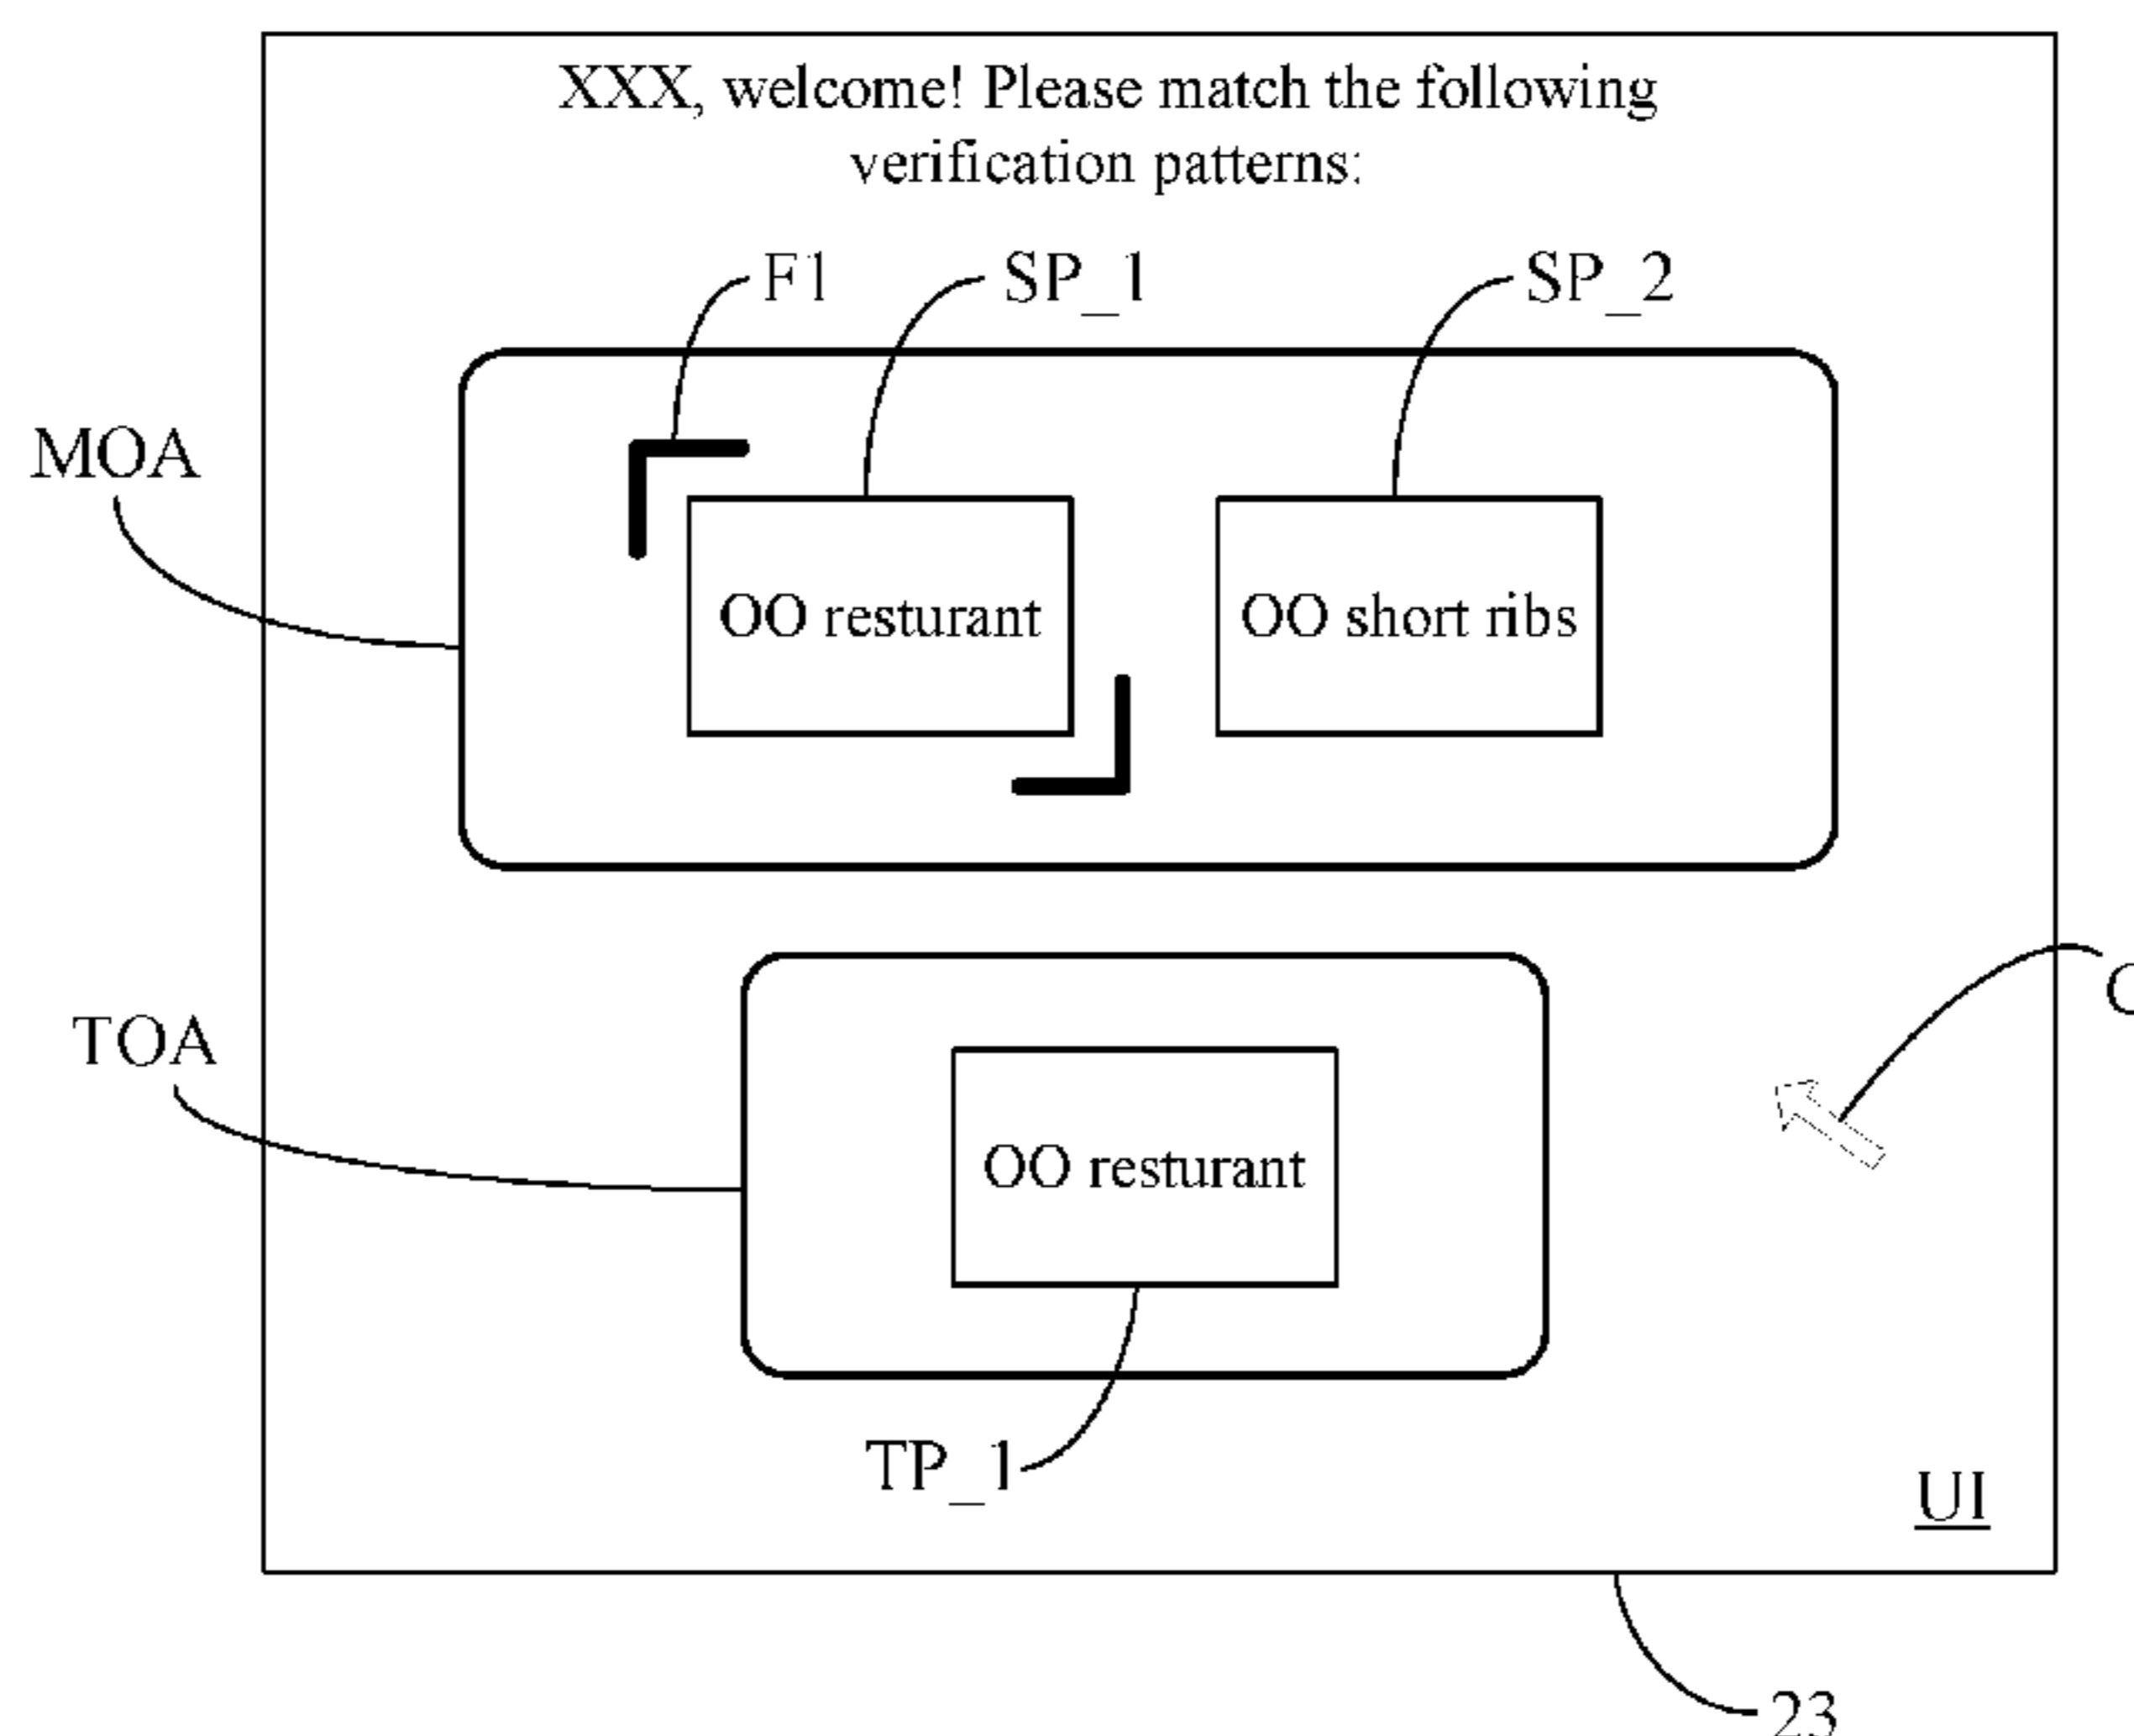 XXX, welcome! Please match the following
verification patterns:
F1 SP_1 SP_2
MOA
OO resturant OO short ribs
TOA
OO resturant
TP_1
UI
23